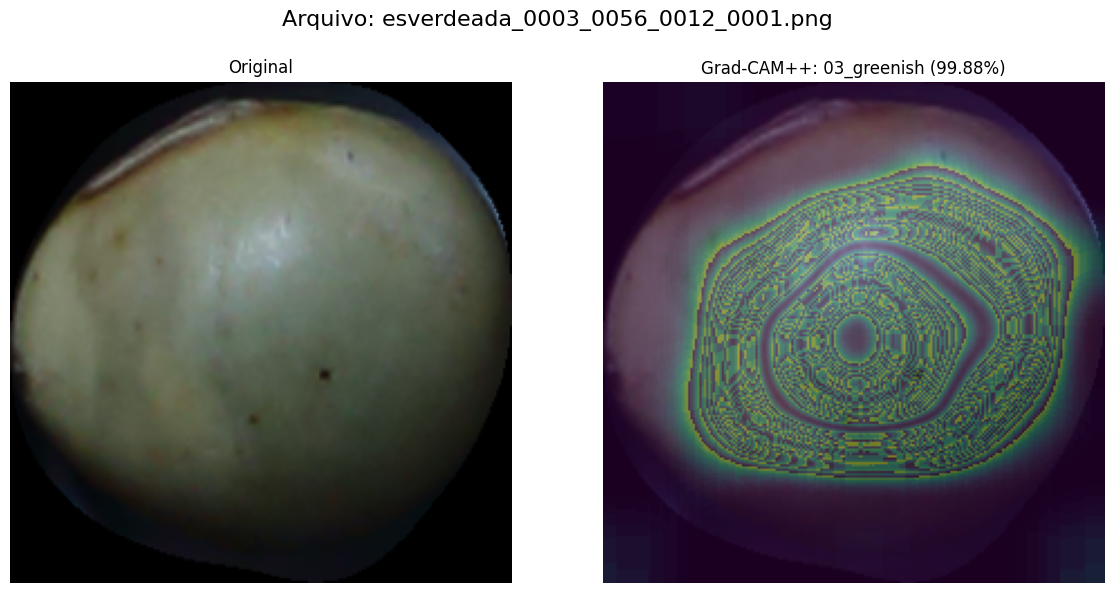 Arquivo: esverdeada_0003_0056_0012_0001.png
Original
Grad-CAM++: 03_greenish (99.88%)